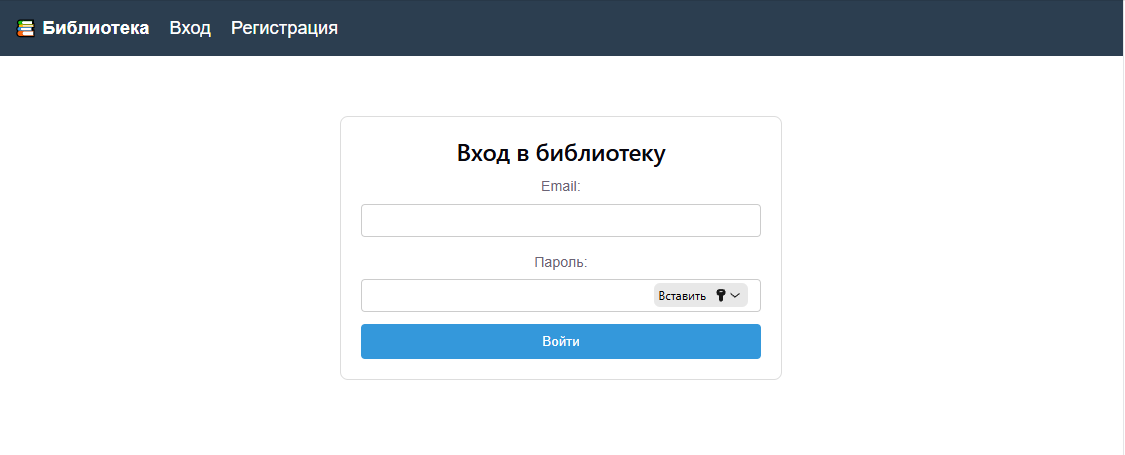 Библиотека Вход Регистрация
Вход в библиотеку
Email:
Пароль:
Вставить
Войти